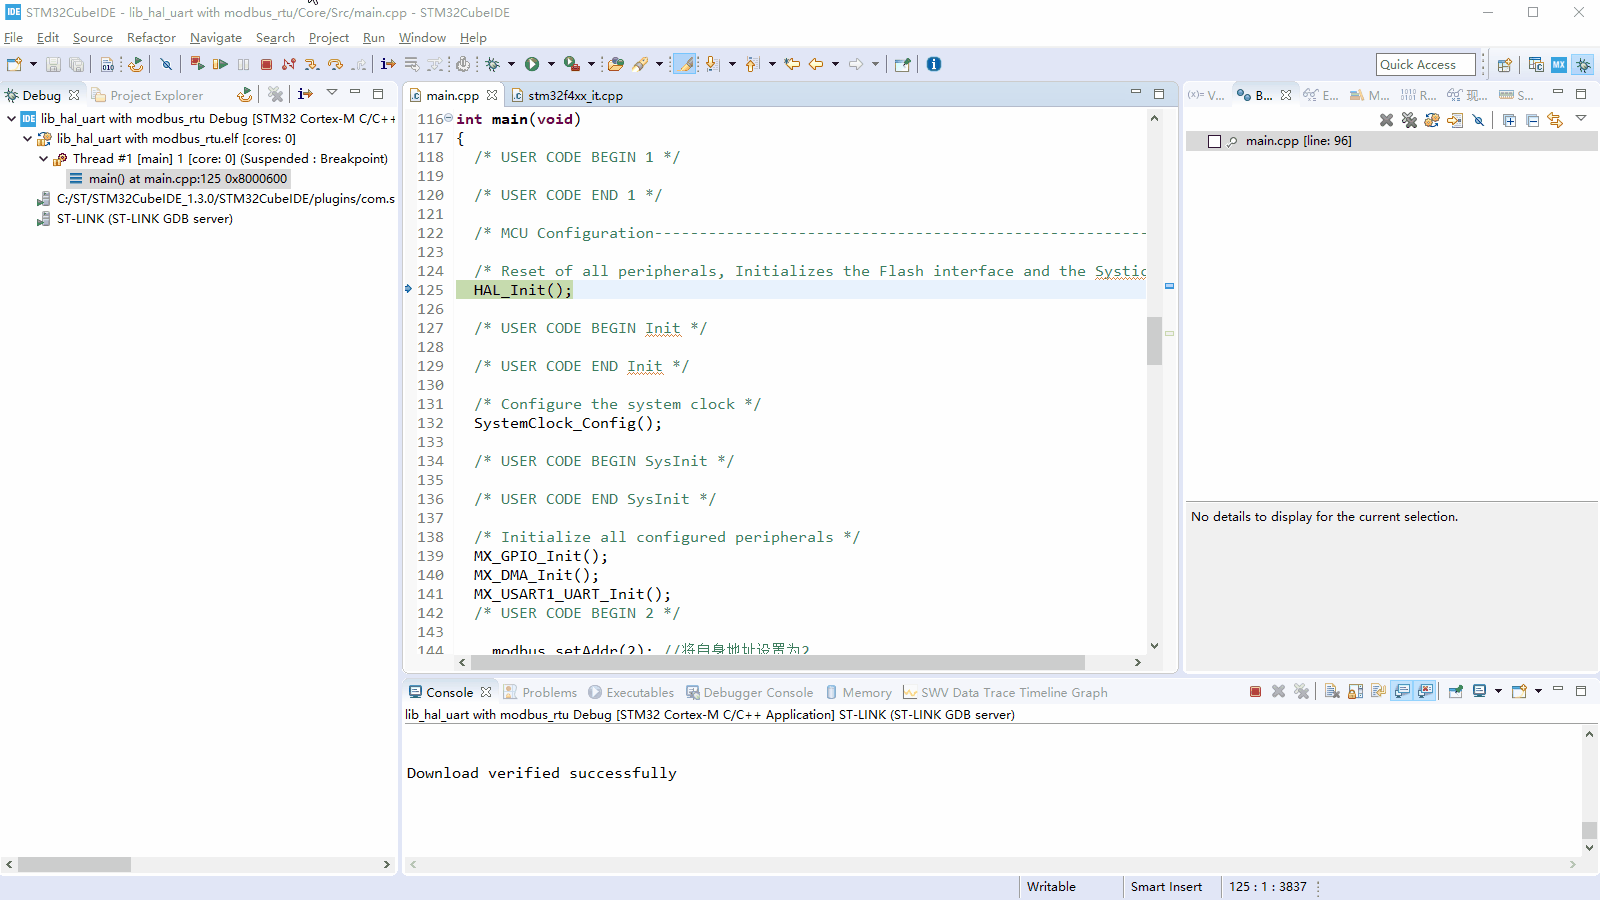 STM32CubeIDE - lib_hal_uart with modbus_rtu/Core/Src/main.cpp - STM32CubeIDE
File Edit Source Refactor Navigate Search Project Run Window Help
Quick Access
Debug Project Explorer
lib_hal_uart with modbus_rtu Debug [STM32 Cortex-M C/C++
lib_hal_uart with modbus_rtu.elf [cores: 0]
Thread #1 [main] 1 [core: 0] (Suspended : Breakpoint)
main() at main.cpp:125 0x8000600
C:/ST/STM32CubeIDE_1.3.0/STM32CubeIDE/plugins/com.s
ST-LINK (ST-LINK GDB server)
main.cpp stm32f4xx_it.cpp
116 int main(void)
117 {
118 /* USER CODE BEGIN 1 */
119
120 /* USER CODE END 1 */
121
122 /* MCU Configuration-------------------------------------------------------
123
124 /* Reset of all peripherals, Initializes the Flash interface and the Systic
125 HAL_Init();
126
127 /* USER CODE BEGIN Init */
128
129 /* USER CODE END Init */
130
131 /* Configure the system clock */
132 SystemClock_Config();
133
134 /* USER CODE BEGIN SysInit */
135
136 /* USER CODE END SysInit */
137
138 /* Initialize all configured peripherals */
139 MX_GPIO_Init();
140 MX_DMA_Init();
141 MX_USART1_UART_Init();
142 /* USER CODE BEGIN 2 */
143
144 modbus.setAddr(2); //将自身地址设置为2
(x)= V... B... E... M... R... 现... S...
main.cpp [line: 96]
No details to display for the current selection.
Console Problems Executables Debugger Console Memory SWV Data Trace Timeline Graph
lib_hal_uart with modbus_rtu Debug [STM32 Cortex-M C/C++ Application] ST-LINK (ST-LINK GDB server)
Download verified successfully
Writable Smart Insert 125 : 1 : 3837